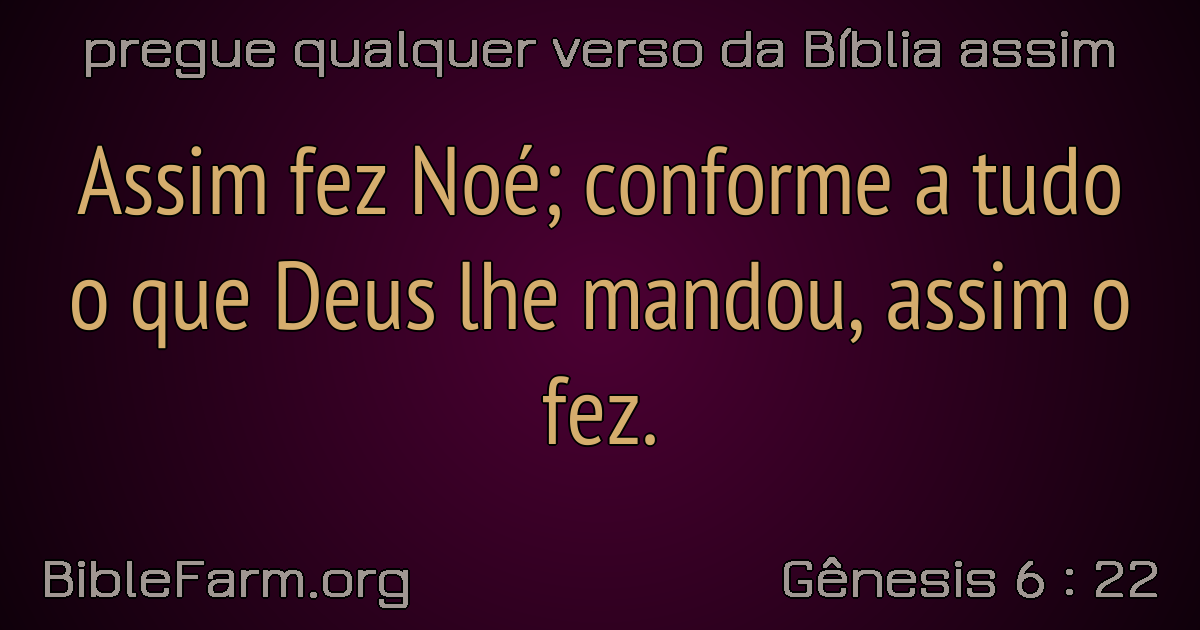 pregue qualquer verso da Bíblia assim
Assim fez Noé; conforme a tudo
o que Deus lhe mandou, assim o
fez.
BibleFarm.org
Gênesis 6 : 22